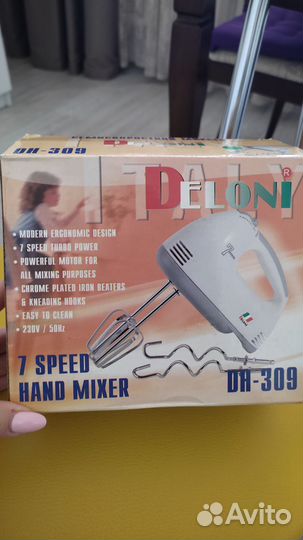 DH-309
DELONI®
ITALY
• MODERN ERGONOMIC DESIGN
• 7 SPEED TURBO POWER
• POWERFUL MOTOR FOR
ALL MIXING PURPOSES
• CHROME PLATED IRON BEATERS
& KNEADING HOOKS
• EASY TO CLEAN
• 230V / 50Hz
7
7 SPEED
HAND MIXER
DH-309
Avito